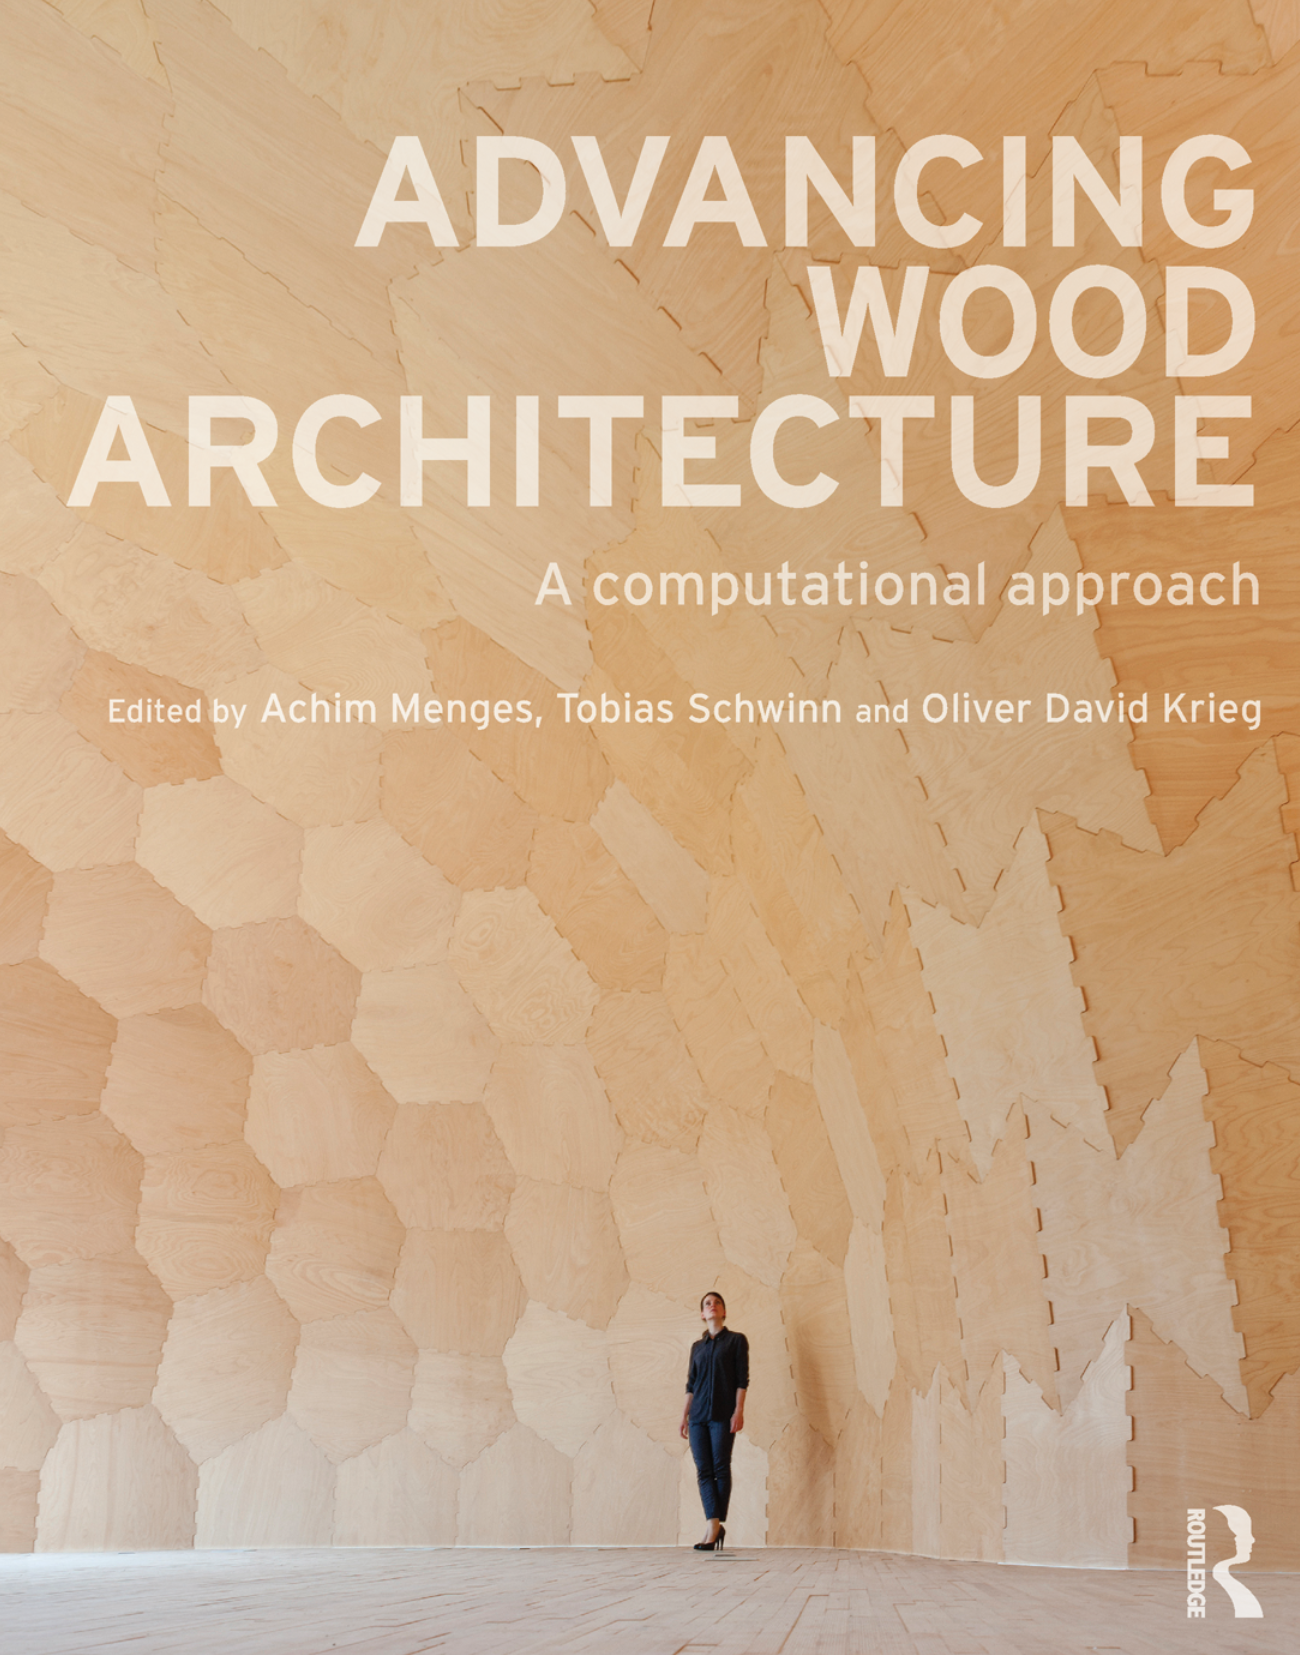 ADVANCING
WOOD
ARCHITECTURE
A computational approach
Edited by Achim Menges, Tobias Schwinn and Oliver David Krieg
ROUTLEDGE